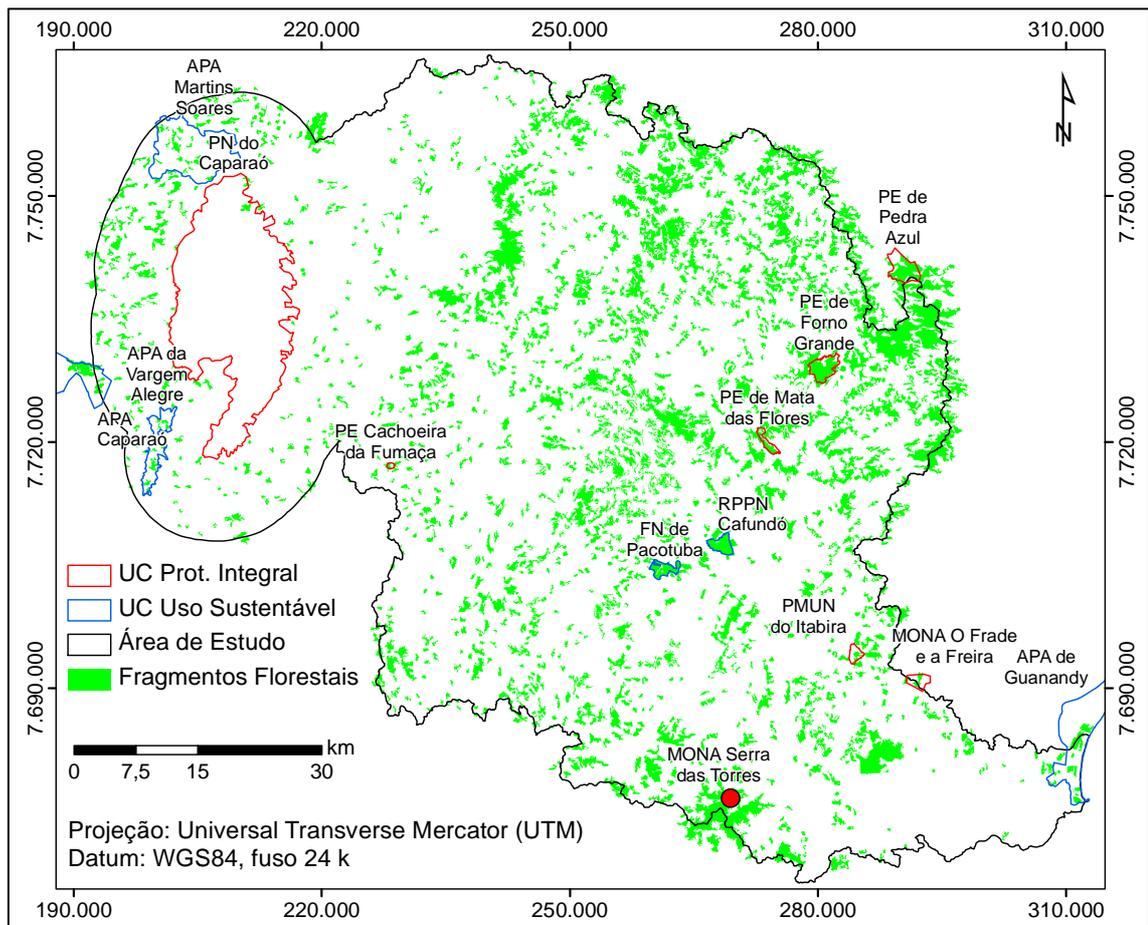 190.000
220.000
250.000
280.000
310.000
APA
Martins
Soares
PN do
Caparaó
7.750.000
7.750.000
PE de
Pedra
Azul
N
PE de
Forno
Grande
APA da
Vargem
Alegre
APA
Caparaó
PE de Mata
das Flores
PE Cachoeira
da Fumaça
7.720.000
7.720.000
RPPN
Cafundó
FN de
Pacotuba
UC Prot. Integral
UC Uso Sustentável
Área de Estudo
Fragmentos Florestais
PMUN
do Itabira
MONA O Frade
e a Freira
APA de
Guanandy
7.690.000
7.690.000
km
0
7,5
15
30
MONA Serra
das Torres
Projeção: Universal Transverse Mercator (UTM)
Datum: WGS84, fuso 24 k
190.000
220.000
250.000
280.000
310.000